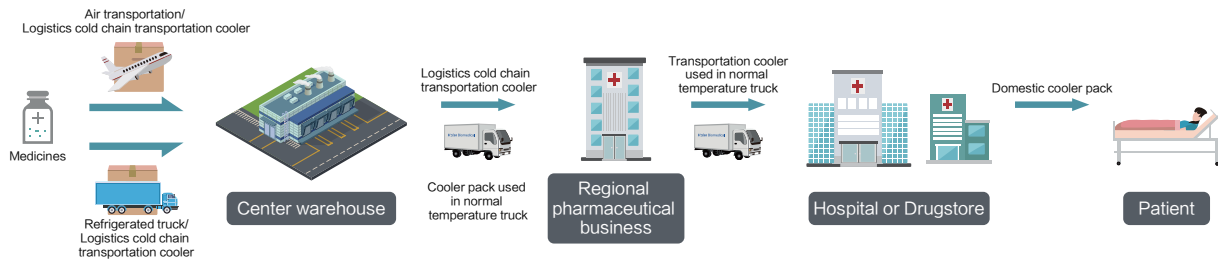 Air transportation/
Logistics cold chain transportation cooler
Medicines
Refrigerated truck/
Logistics cold chain
transportation cooler
Center warehouse
Logistics cold chain
transportation cooler
Cooler pack used
in normal
temperature truck
Regional
pharmaceutical
business
Transportation cooler
used in normal
temperature truck
Hospital or Drugstore
Domestic cooler pack
Patient